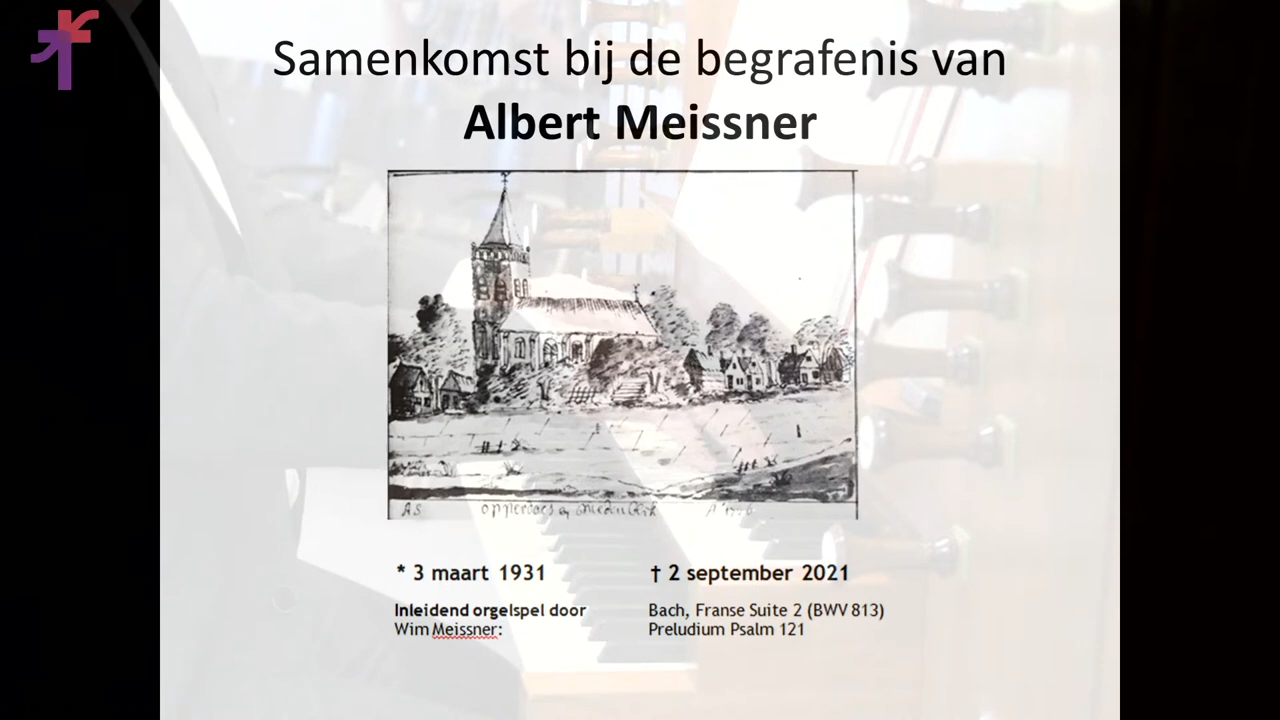 Samenkomst bij de begrafenis van
Albert Meissner
A S
* 3 maart 1931
† 2 september 2021
Inleidend orgelspel door
Wim Meissner:
Bach, Franse Suite 2 (BWV 813)
Preludium Psalm 121